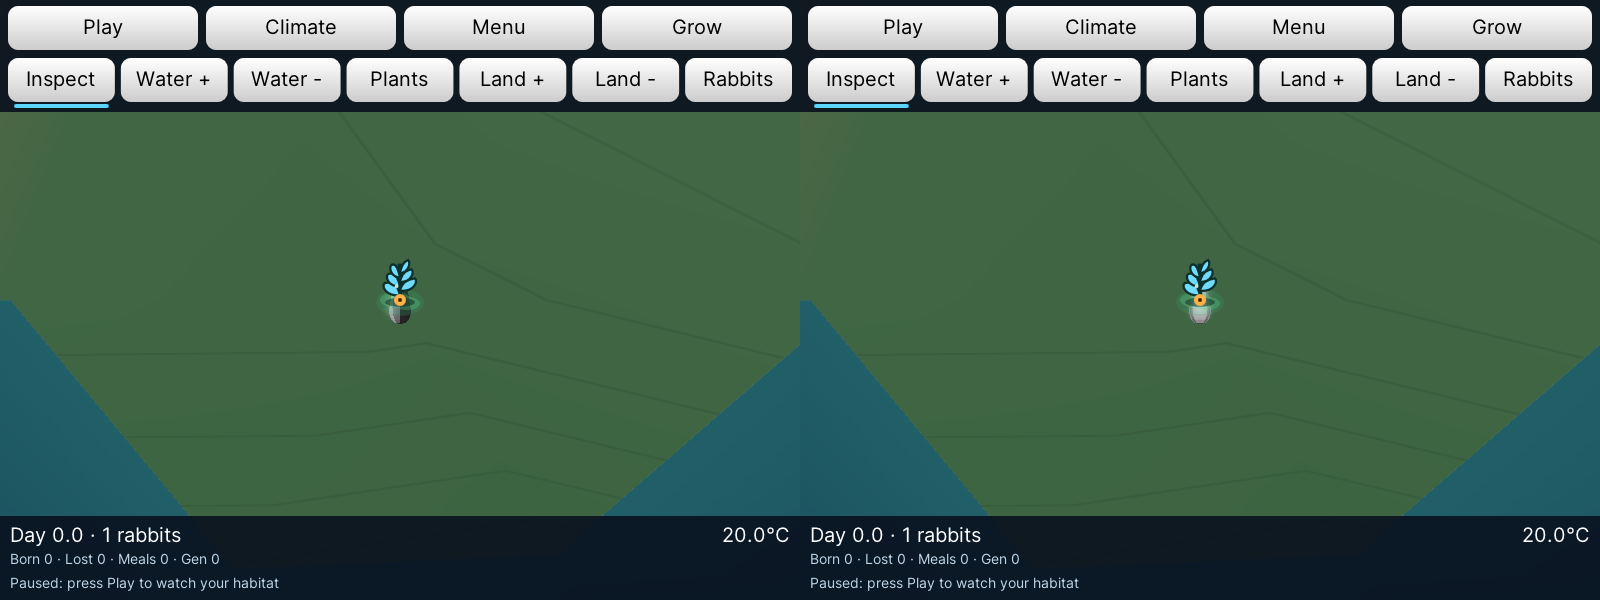 Play Climate Menu Grow
Inspect Water + Water - Plants Land + Land - Rabbits
Day 0.0 · 1 rabbits 20.0°C
Born 0 · Lost 0 · Meals 0 · Gen 0
Paused: press Play to watch your habitat
Play Climate Menu Grow
Inspect Water + Water - Plants Land + Land - Rabbits
Day 0.0 · 1 rabbits 20.0°C
Born 0 · Lost 0 · Meals 0 · Gen 0
Paused: press Play to watch your habitat